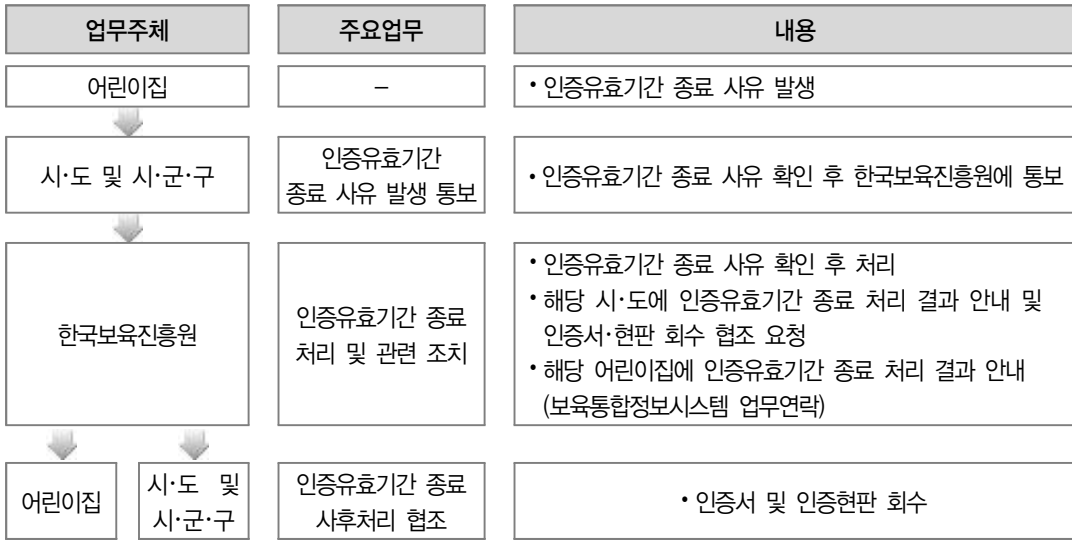 업무주체
주요업무
내용
어린이집
–
• 인증유효기간 종료 사유 발생
시·도 및 시·군·구
인증유효기간
종료 사유 발생 통보
• 인증유효기간 종료 사유 확인 후 한국보육진흥원에 통보
한국보육진흥원
인증유효기간 종료
처리 및 관련 조치
• 인증유효기간 종료 사유 확인 후 처리
• 해당 시·도에 인증유효기간 종료 처리 결과 안내 및
인증서·현판 회수 협조 요청
• 해당 어린이집에 인증유효기간 종료 처리 결과 안내
(보육통합정보시스템 업무연락)
어린이집
시·도 및
시·군·구
인증유효기간 종료
사후처리 협조
• 인증서 및 인증현판 회수